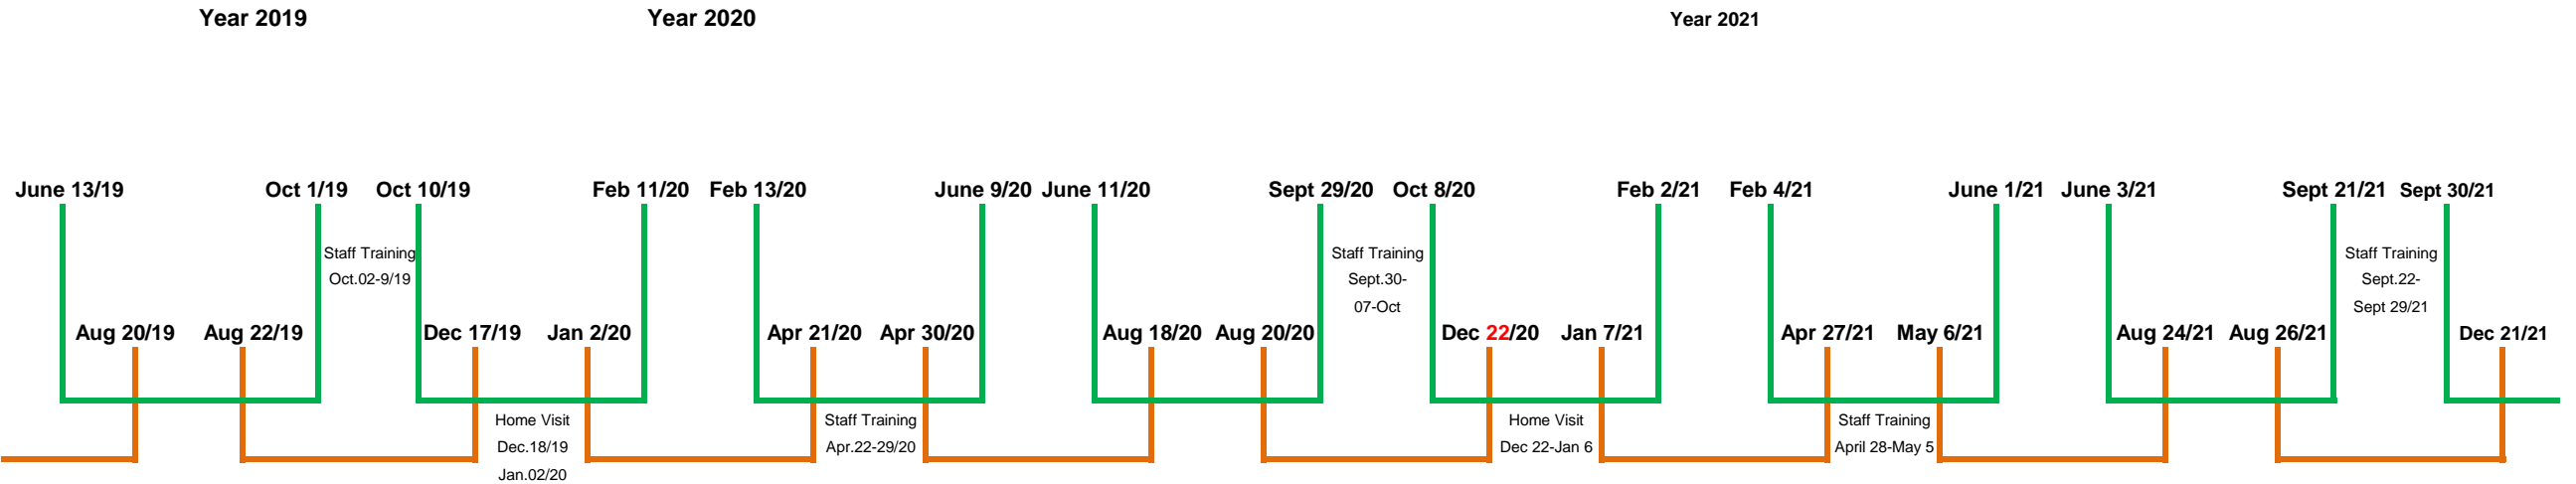 Year 2019 Year 2020 Year 2021
June 13/19 Oct 1/19 Oct 10/19 Feb 11/20 Feb 13/20 June 9/20 June 11/20 Sept 29/20 Oct 8/20 Feb 2/21 Feb 4/21 June 1/21 June 3/21 Sept 21/21 Sept 30/21
Staff Training
Oct.02-9/19
Staff Training
Sept.30-
07-Oct
Staff Training
Sept.22-
Sept 29/21
Aug 20/19 Aug 22/19 Dec 17/19 Jan 2/20 Apr 21/20 Apr 30/20 Aug 18/20 Aug 20/20 Dec 22/20 Jan 7/21 Apr 27/21 May 6/21 Aug 24/21 Aug 26/21 Dec 21/21
Home Visit
Dec.18/19
Jan.02/20
Staff Training
Apr.22-29/20
Home Visit
Dec 22-Jan 6
Staff Training
April 28-May 5